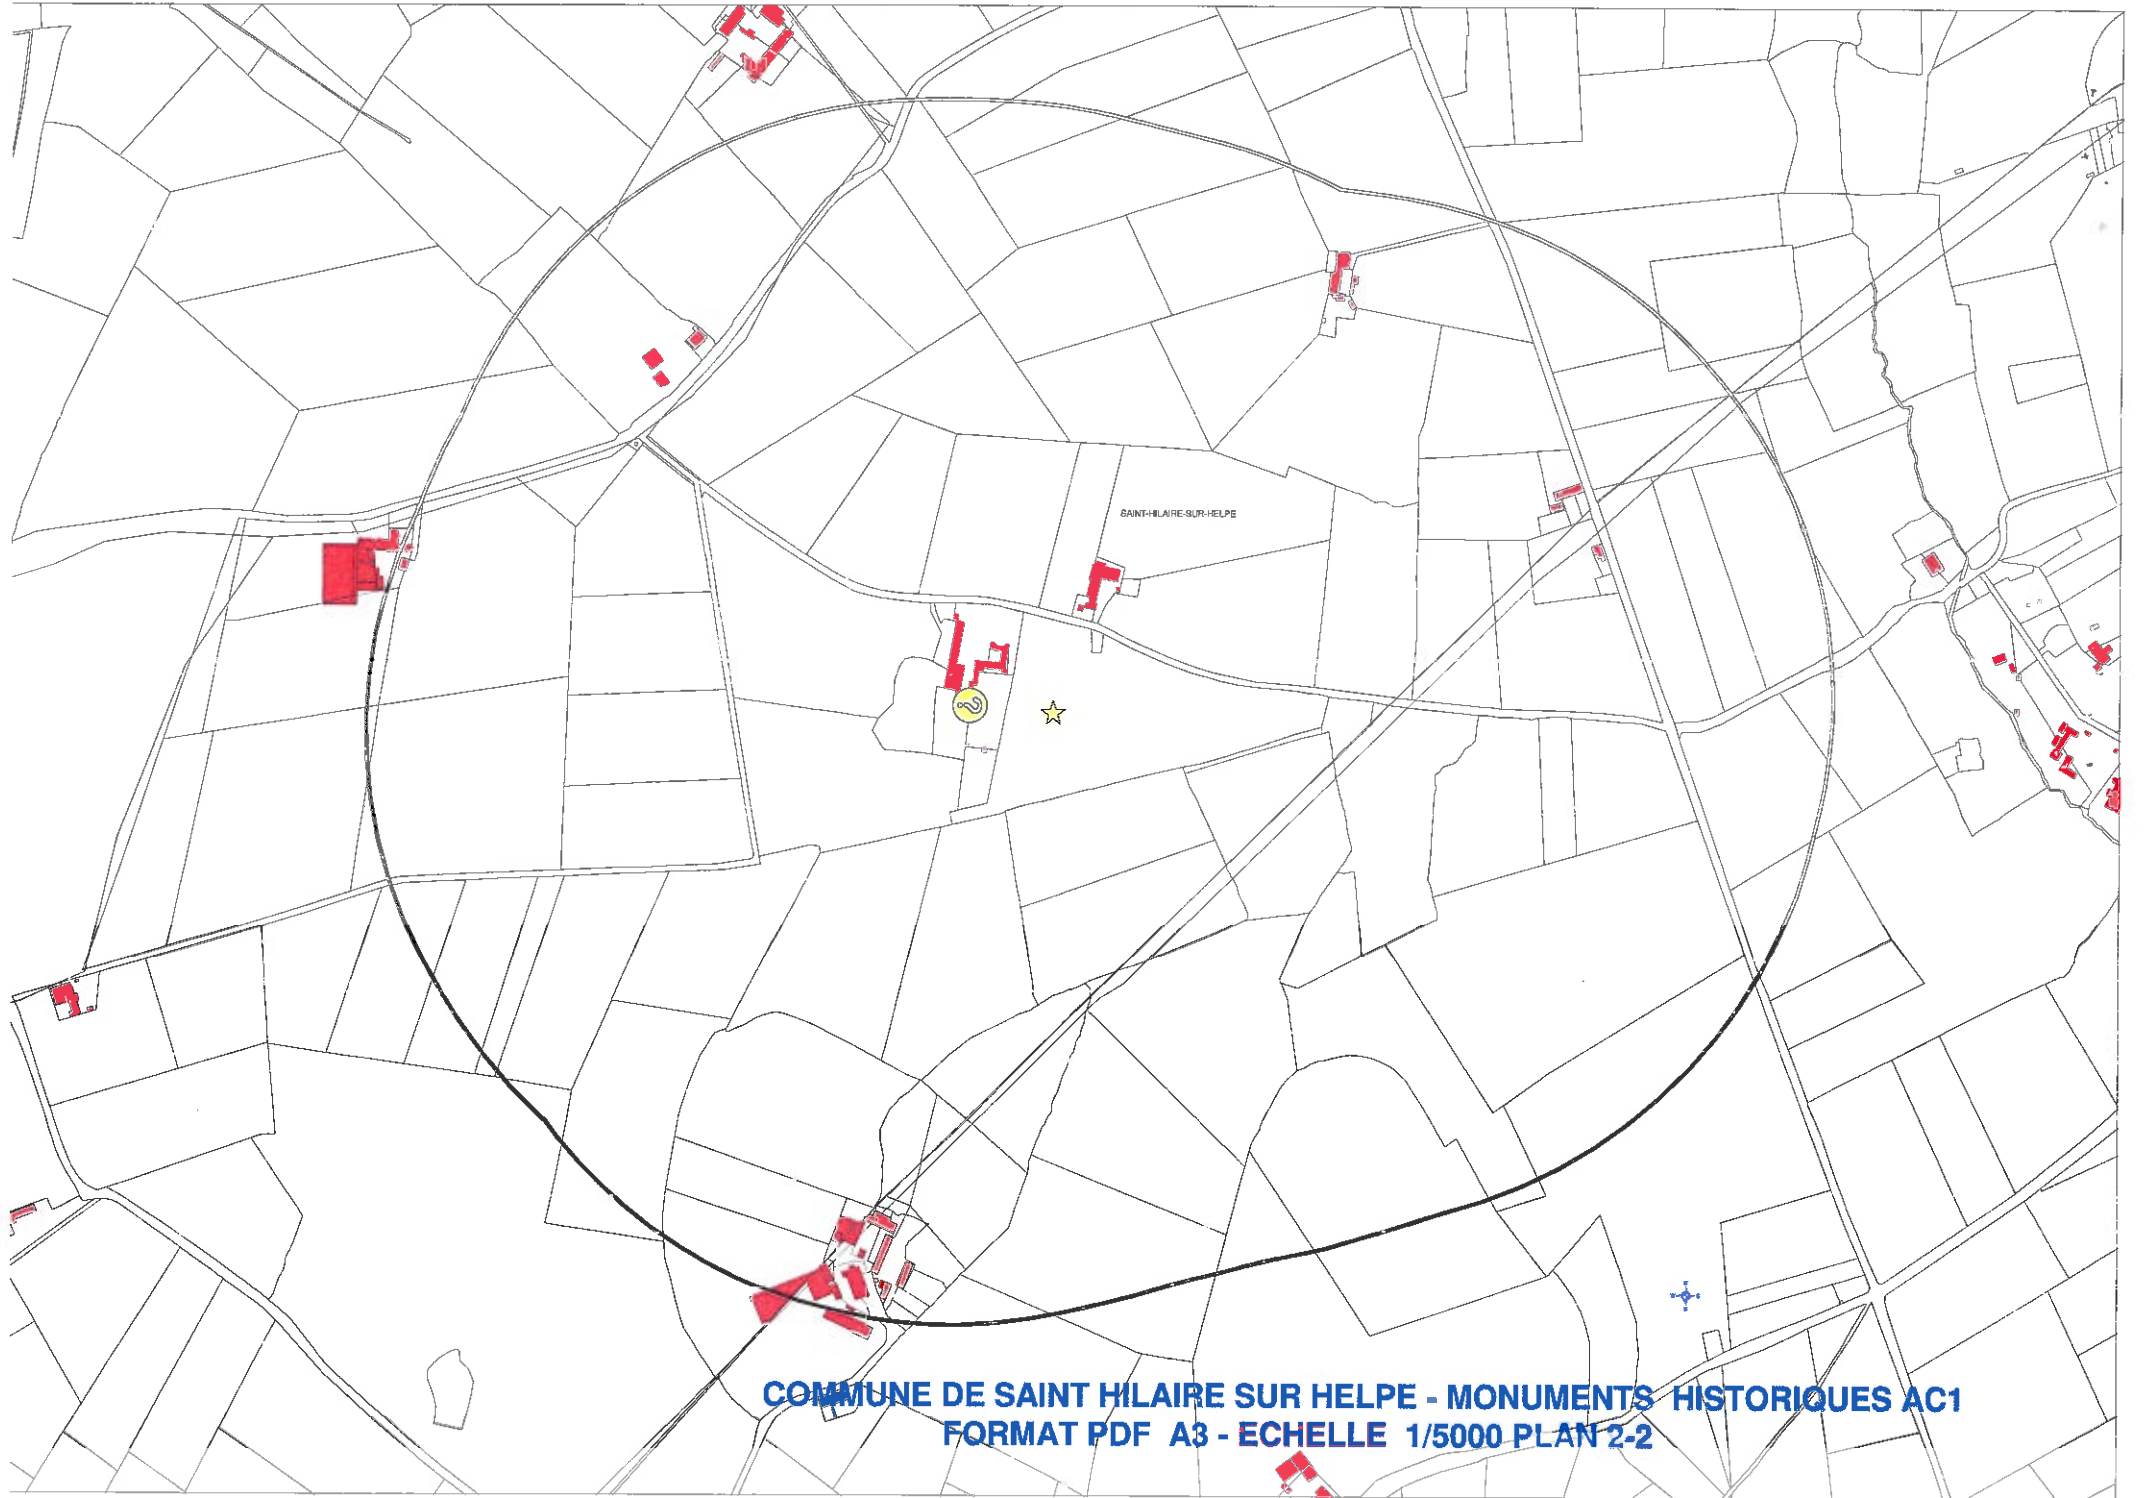 SAINT-HILAIRE-SUR-HELPE
COMMUNE DE SAINT HILAIRE SUR HELPE - MONUMENTS HISTORIQUES AC1
FORMAT PDF A3 - ECHELLE 1/5000 PLAN 2-2